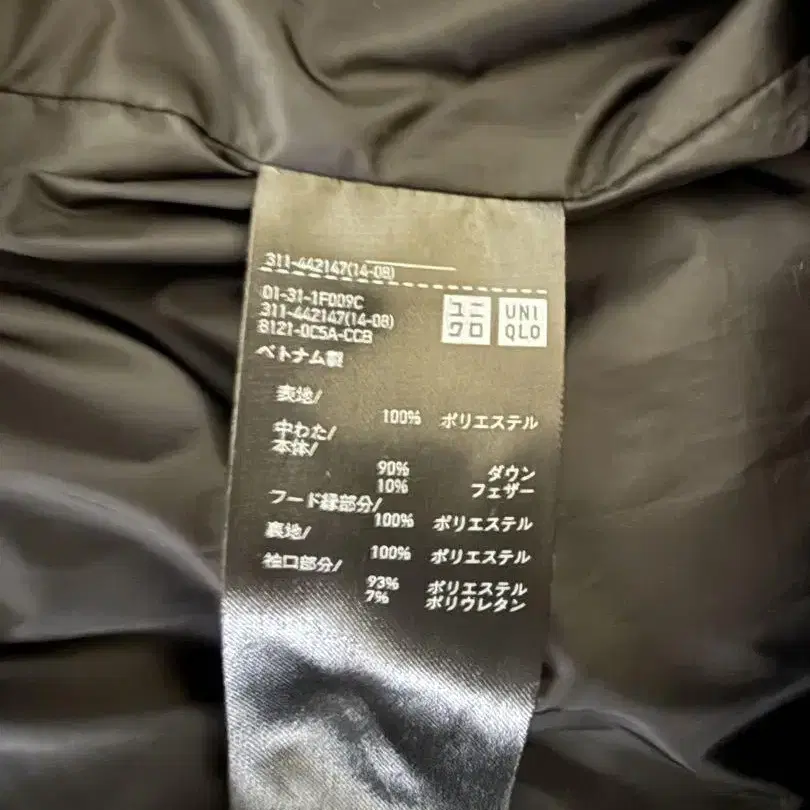 311-442147(14-08)
01-31-1F009C
311-442147(14-08)
8121-0C5A-CCB
ユニ
クロ
UNI
QLO
ベトナム製
表地/
100% ポリエステル
中わた/
本体/
90% ダウン
10% フェザー
フード縁部分/
100% ポリエステル
裏地/
100% ポリエステル
袖口部分/
93% ポリエステル
7% ポリウレタン